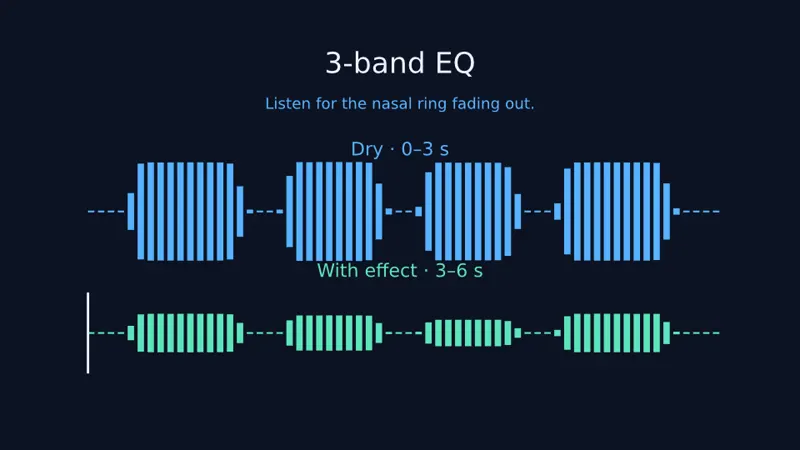 3-band EQ
Listen for the nasal ring fading out.
Dry · 0–3 s
With effect · 3–6 s